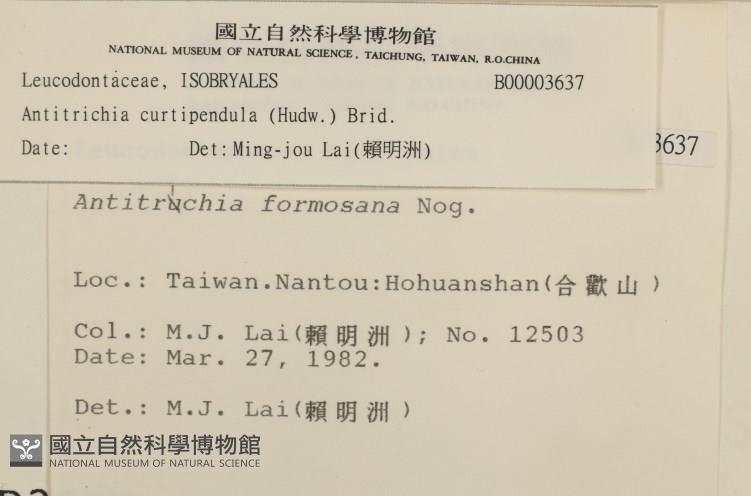 國立自然科學博物館
NATIONAL MUSEUM OF NATURAL SCIENCE, TAICHUNG, TAIWAN, R.O.CHINA
Leucodontaceae, ISOBRYALES B00003637
Antitrichia curtipendula (Hudw.) Brid.
Date: Det: Ming-jou Lai(賴明洲)
3637
Antitruchia formosana Nog.
Loc.: Taiwan.Nantou:Hohuanshan(合歡山)
Col.: M.J. Lai(賴明洲); No. 12503
Date: Mar. 27, 1982.
Det.: M.J. Lai(賴明洲)
國立自然科學博物館
NATIONAL MUSEUM OF NATURAL SCIENCE